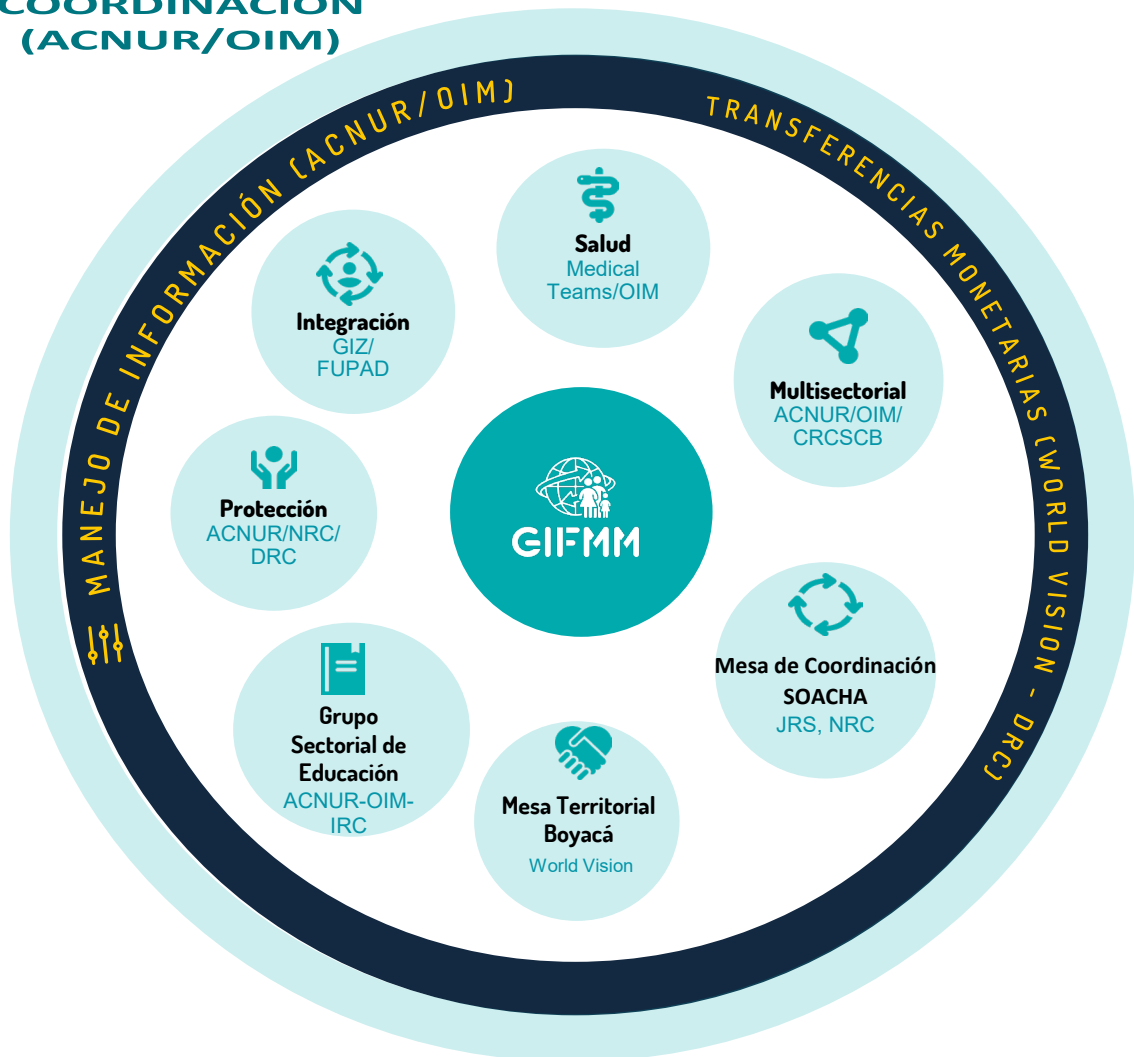 COORDINACIÓN
(ACNUR/OIM)
MANEJO DE INFORMACIÓN (ACNUR/OIM)
TRANSFERENCIAS MONETARIAS (WORLD VISION - DRC)
Salud
Medical
Teams/OIM
Integración
GIZ/
FUPAD
Multisectorial
ACNUR/OIM/
CRCSCB
Protección
ACNUR/NRC/
DRC
GIFMM
Mesa de Coordinación
SOACHA
JRS, NRC
Grupo
Sectorial de
Educación
ACNUR-OIM-
IRC
Mesa Territorial
Boyacá
World Vision